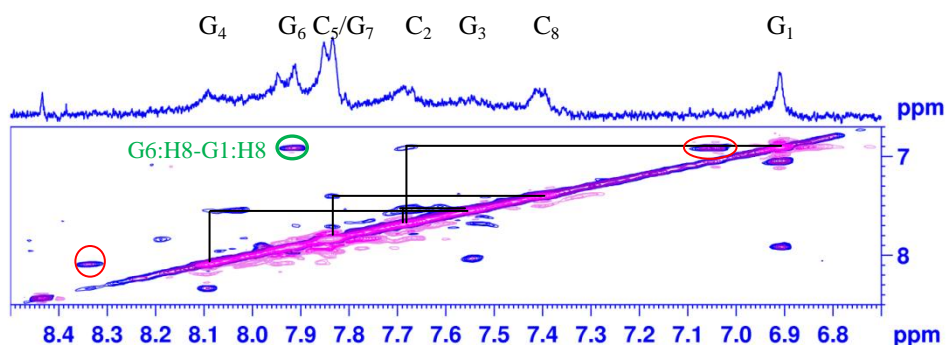 G₄ G₆ C₅/G₇ C₂ G₃ C₈ G₁
ppm
G6:H8-G1:H8
7
8
8.4 8.3 8.2 8.1 8.0 7.9 7.8 7.7 7.6 7.5 7.4 7.3 7.2 7.1 7.0 6.9 6.8 ppm